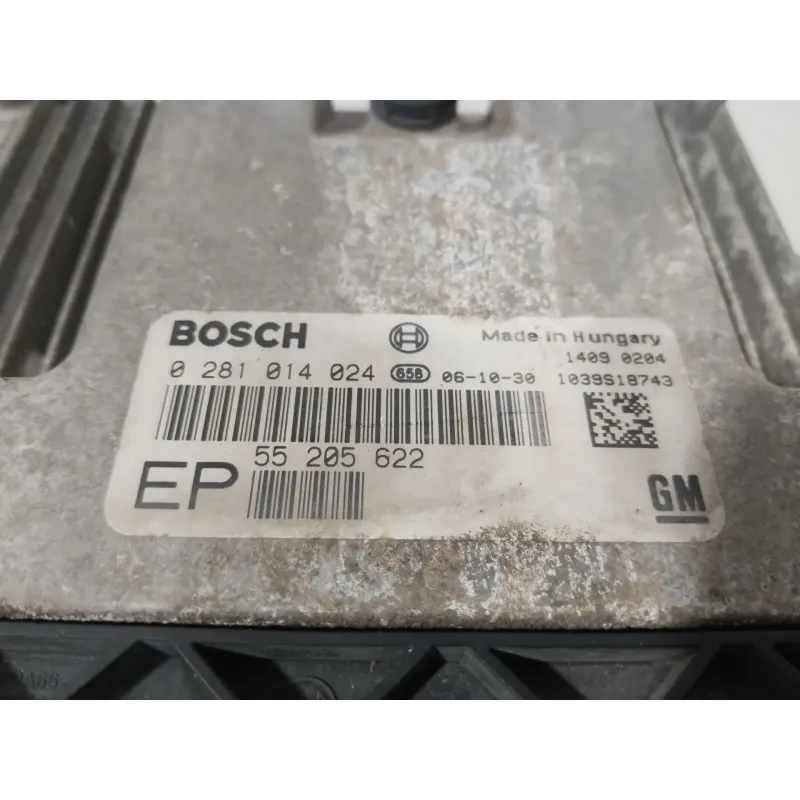 BOSCH Made in Hungary
1409 0204
0 281 014 024 65B 06-10-30 1039S18743
55 205 622
EP
GM